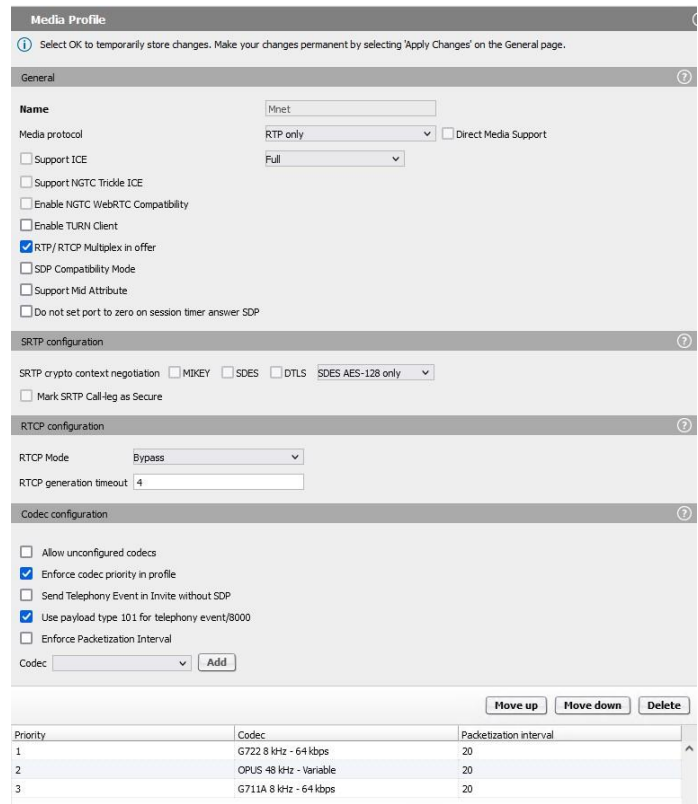 Media Profile
Select OK to temporarily store changes. Make your changes permanent by selecting 'Apply Changes' on the General page.
General
Name Mnet
Media protocol RTP only Direct Media Support
Support ICE Full
Support NGTC Trickle ICE
Enable NGTC WebRTC Compatibility
Enable TURN Client
RTP/ RTCP Multiplex in offer
SDP Compatibility Mode
Support Mid Attribute
Do not set port to zero on session timer answer SDP
SRTP configuration
SRTP crypto context negotiation MIKEY SDES DTLS SDES AES-128 only
Mark SRTP Call-leg as Secure
RTCP configuration
RTCP Mode Bypass
RTCP generation timeout 4
Codec configuration
Allow unconfigured codecs
Enforce codec priority in profile
Send Telephony Event in Invite without SDP
Use payload type 101 for telephony event/8000
Enforce Packetization Interval
Codec Add
Move up Move down Delete
Priority Codec Packetization interval
1 G722 8 kHz - 64 kbps 20
2 OPUS 48 kHz - Variable 20
3 G711A 8 kHz - 64 kbps 20